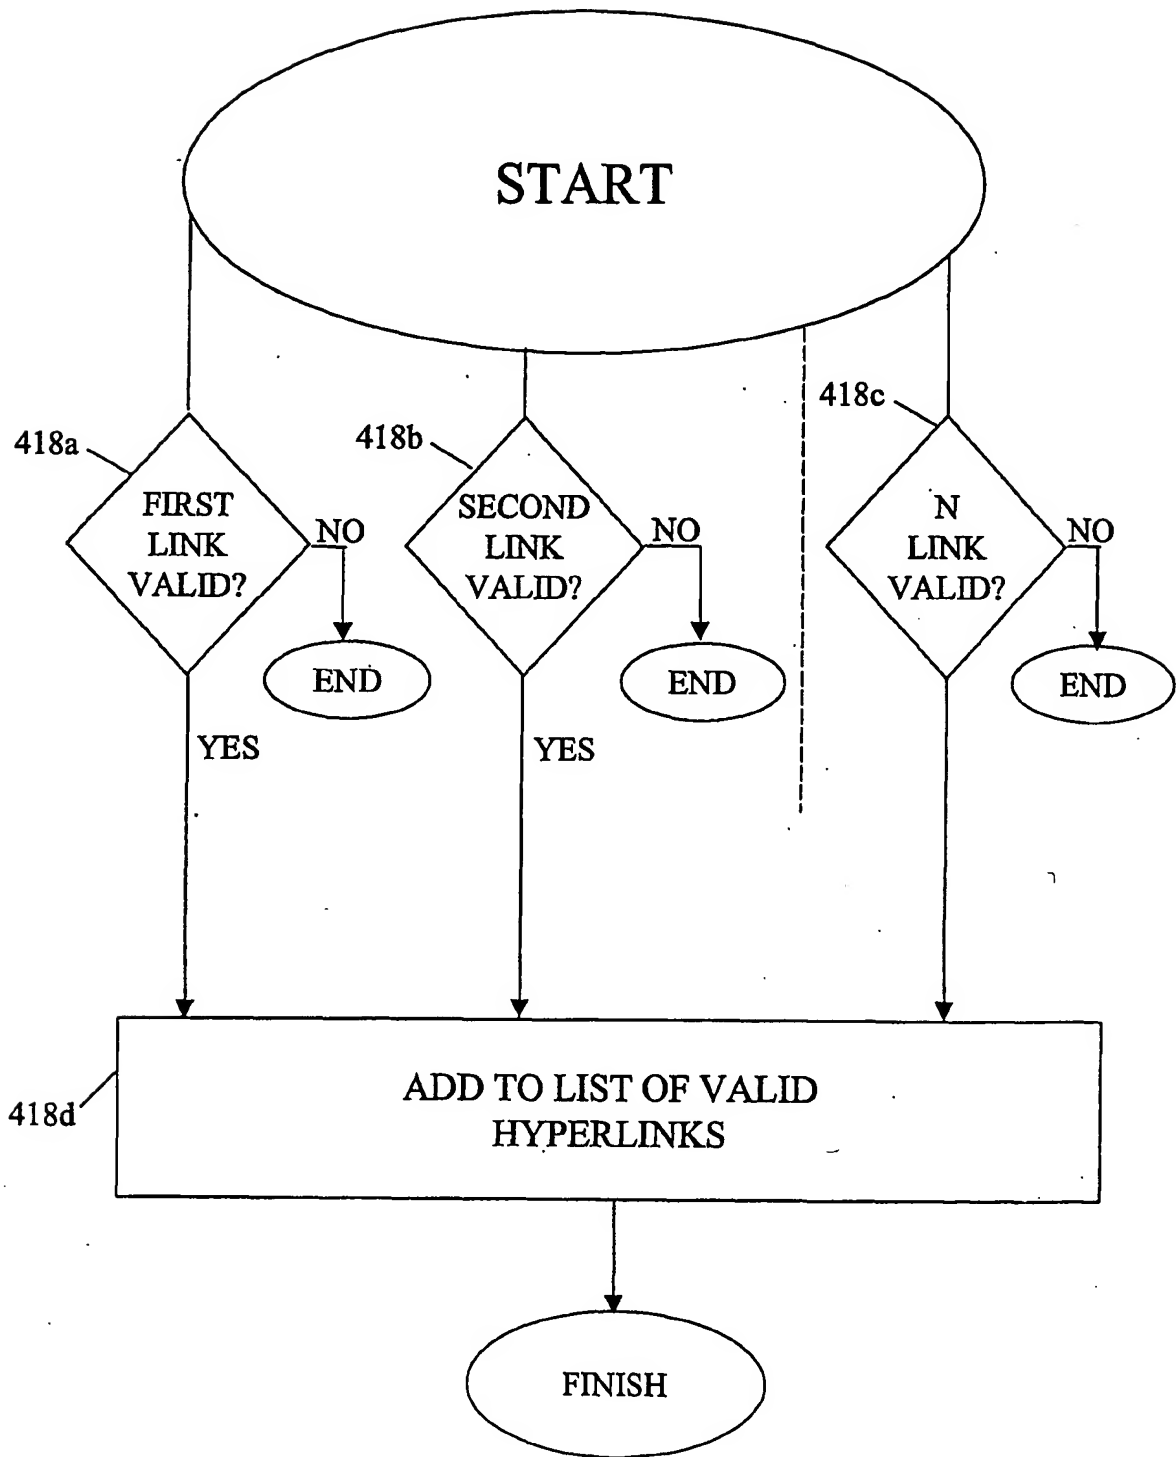 START
418a
418b
418c
FIRST
LINK
VALID?
NO
SECOND
LINK
VALID?
NO
N
LINK
VALID?
NO
END
END
END
YES
YES
418d
ADD TO LIST OF VALID
HYPERLINKS
FINISH